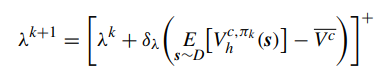 λ^{k+1} = [λ^k + δ_λ ( E_{s∼D} [V_h^{c,π_k}(s)] − \overline{V^c} )]^+